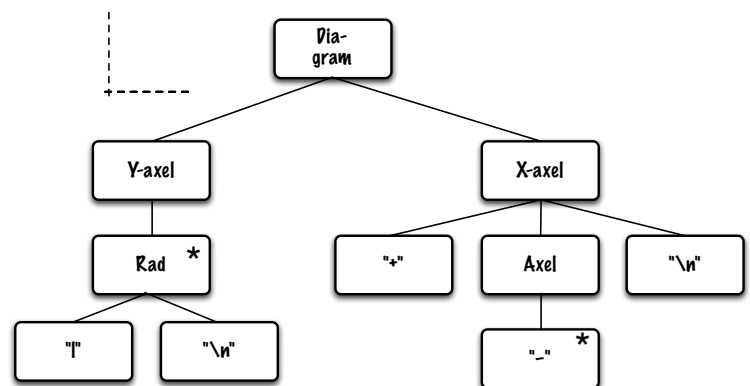 Dia-
gram
Y-axel
X-axel
Rad *
"+"
Axel
"\n"
"|"
"\n"
"-" *